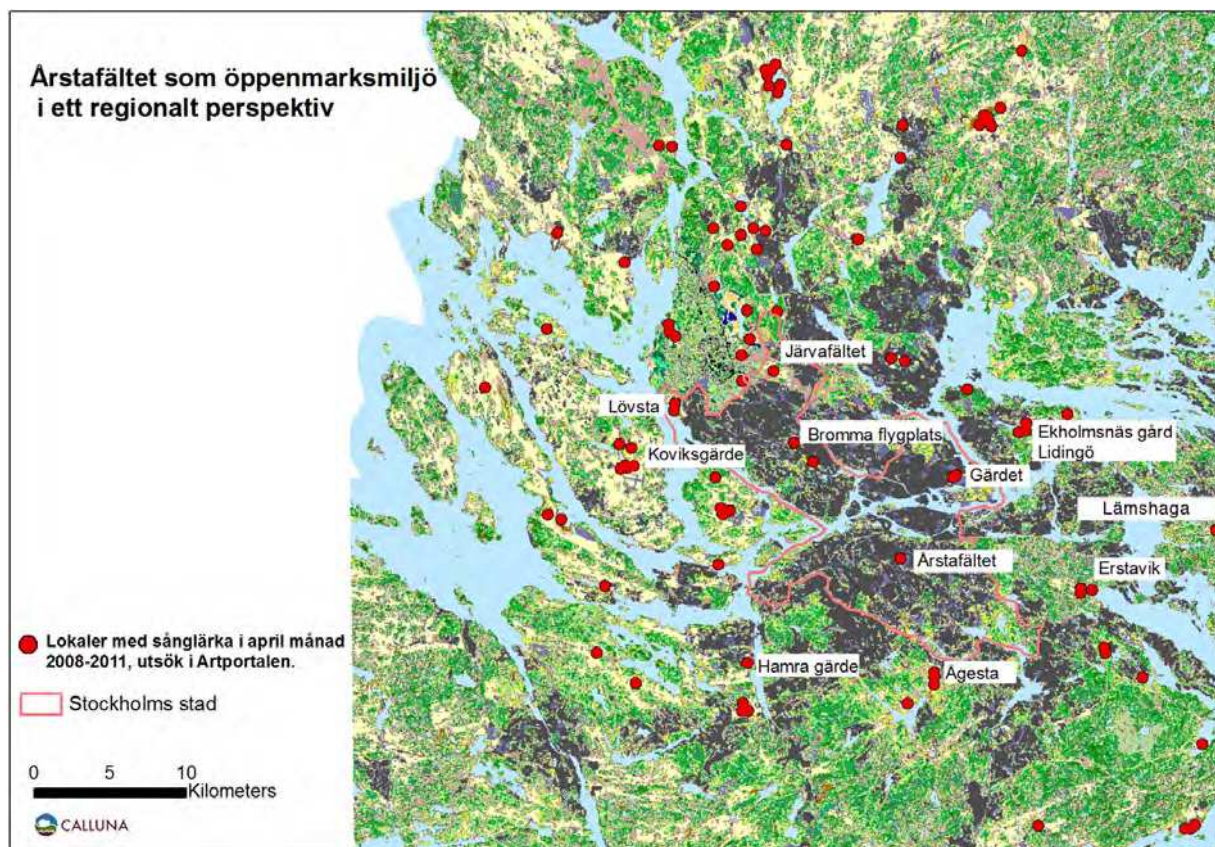 Årstafältet som öppenmarksmiljö
i ett regionalt perspektiv
Järvafältet
Lövsta
Bromma flygplats
Ekholmsnäs gård
Lidingö
Koviksgärde
Gärdet
Lämshaga
Årstafältet
Erstavik
Hamra gärde
Ågesta
Lokaler med sånglärka i april månad
2008-2011, utsök i Artportalen.
Stockholms stad
0 5 10
Kilometers
CALLUNA